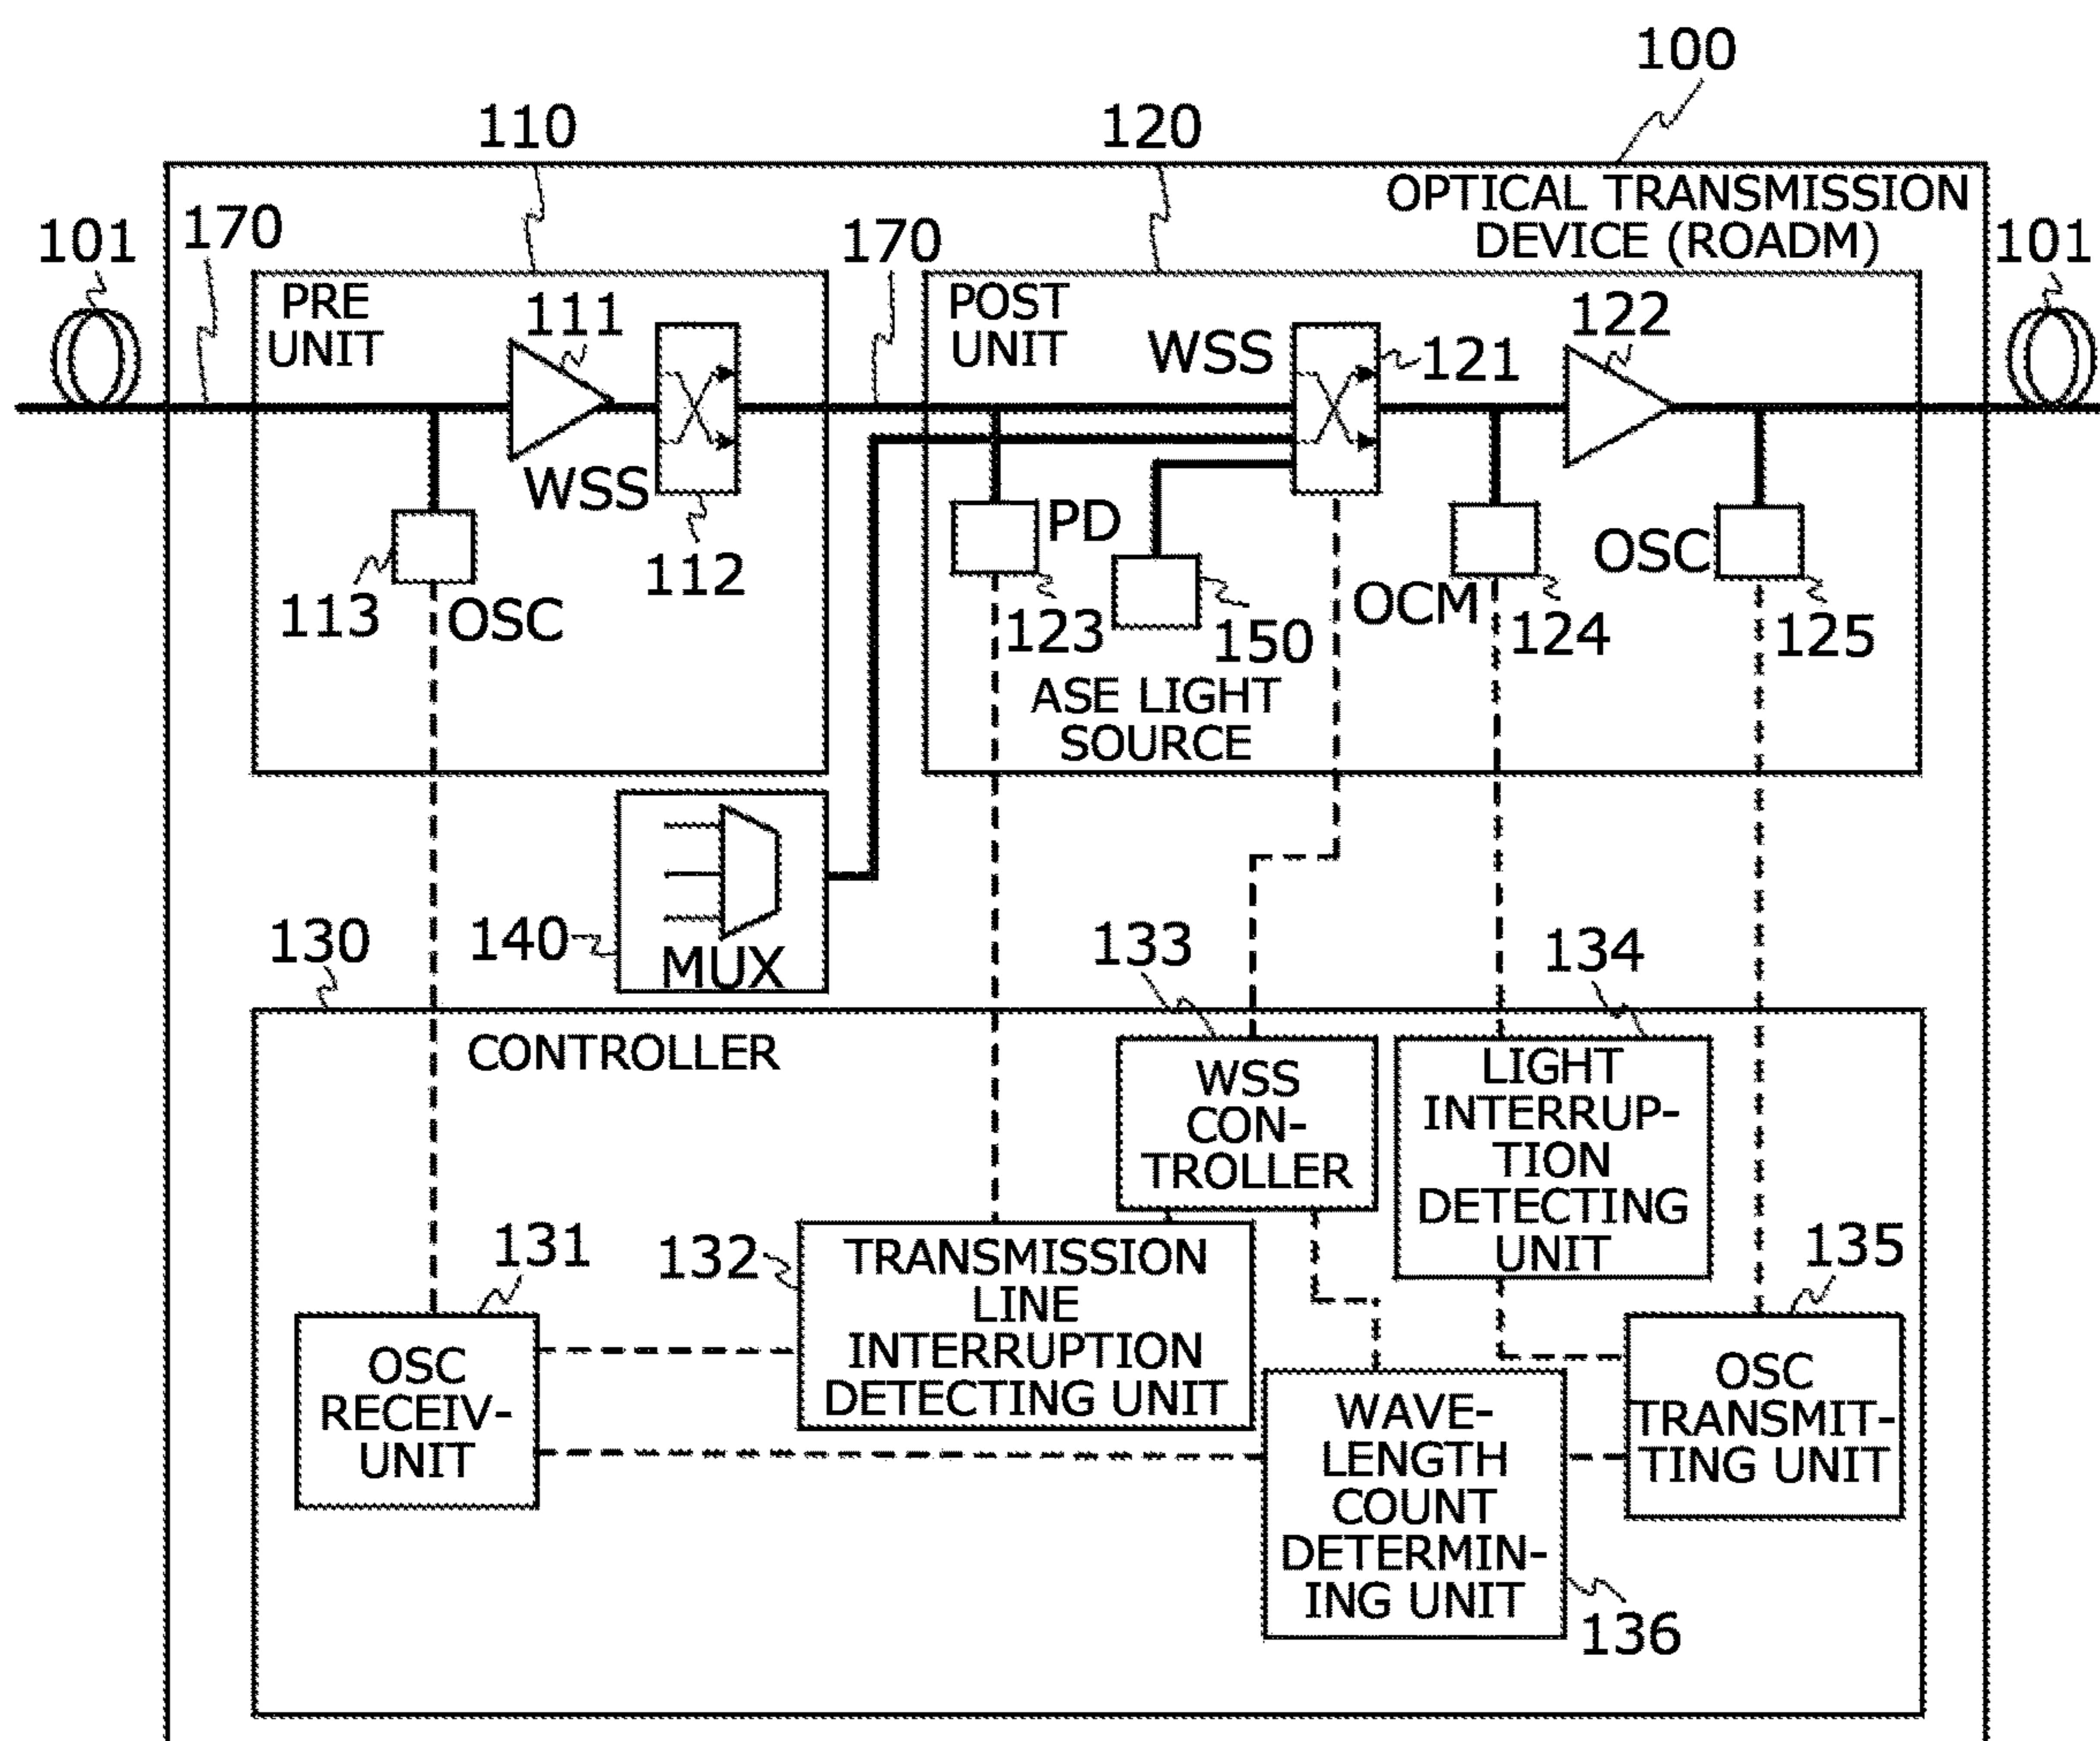 100
110
120
OPTICAL TRANSMISSION
DEVICE (ROADM)
101
170
170
101
PRE
UNIT
111
POST
UNIT
WSS
121
122
WSS
112
113
OSC
PD
123
150
ASE LIGHT
SOURCE
OCM
124
OSC
125
140
MUX
130
133
134
CONTROLLER
WSS
CON-
TROLLER
LIGHT
INTERRUP-
TION
DETECTING
UNIT
131
132
TRANSMISSION
LINE
INTERRUPTION
DETECTING UNIT
135
OSC
RECEIV-
UNIT
WAVE-
LENGTH
COUNT
DETERMIN-
ING UNIT
OSC
TRANSMIT-
TING UNIT
136